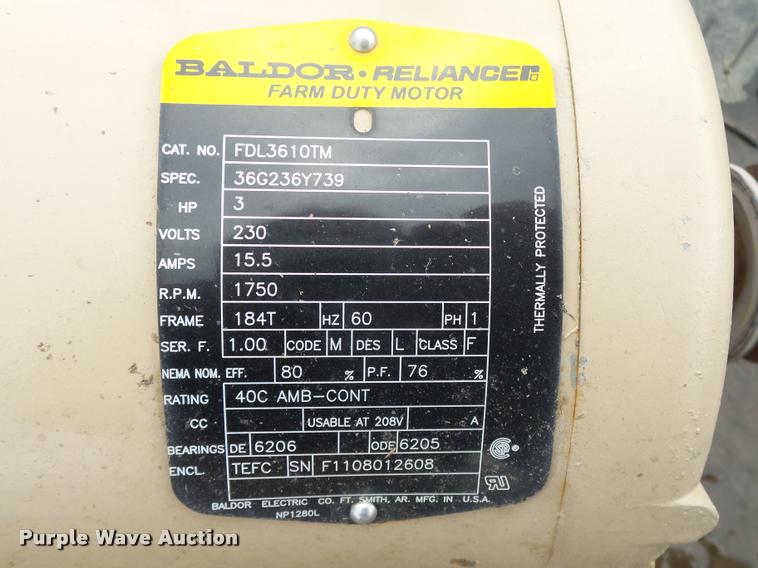 BALDOR • RELIANCER
FARM DUTY MOTOR
CAT. NO. FDL3610TM
SPEC. 36G236Y739
HP 3
VOLTS 230
AMPS 15.5
R.P.M. 1750
FRAME 184T HZ 60 PH 1
SER. F. 1.00 CODE M DES L CLASS F
NEMA NOM. EFF. 80 % P.F. 76 %
RATING 40C AMB-CONT
CC USABLE AT 208V A
BEARINGS DE 6206 ODE 6205
ENCL. TEFC SN F1108012608
BALDOR ELECTRIC CO. FT. SMITH, AR. MFG. IN U.S.A.
NP1280L
THERMALLY PROTECTED
Purple Wave Auction